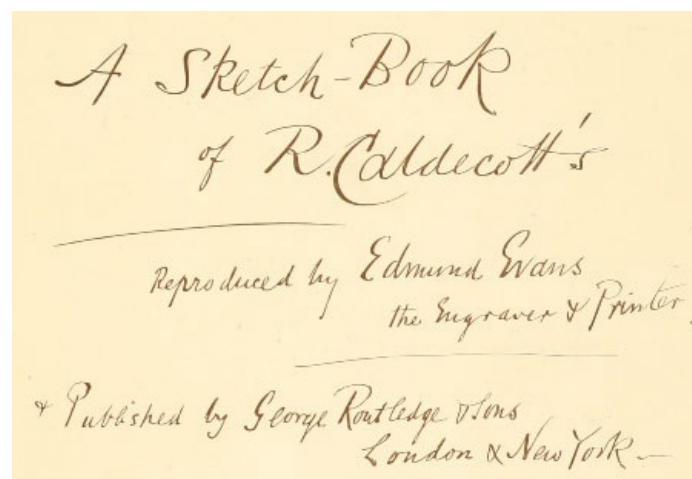 A Sketch-Book
of R. Caldecott's
Reproduced by Edmund Evans
the Engraver & Printer
& Published by George Routledge & Sons
London & New York